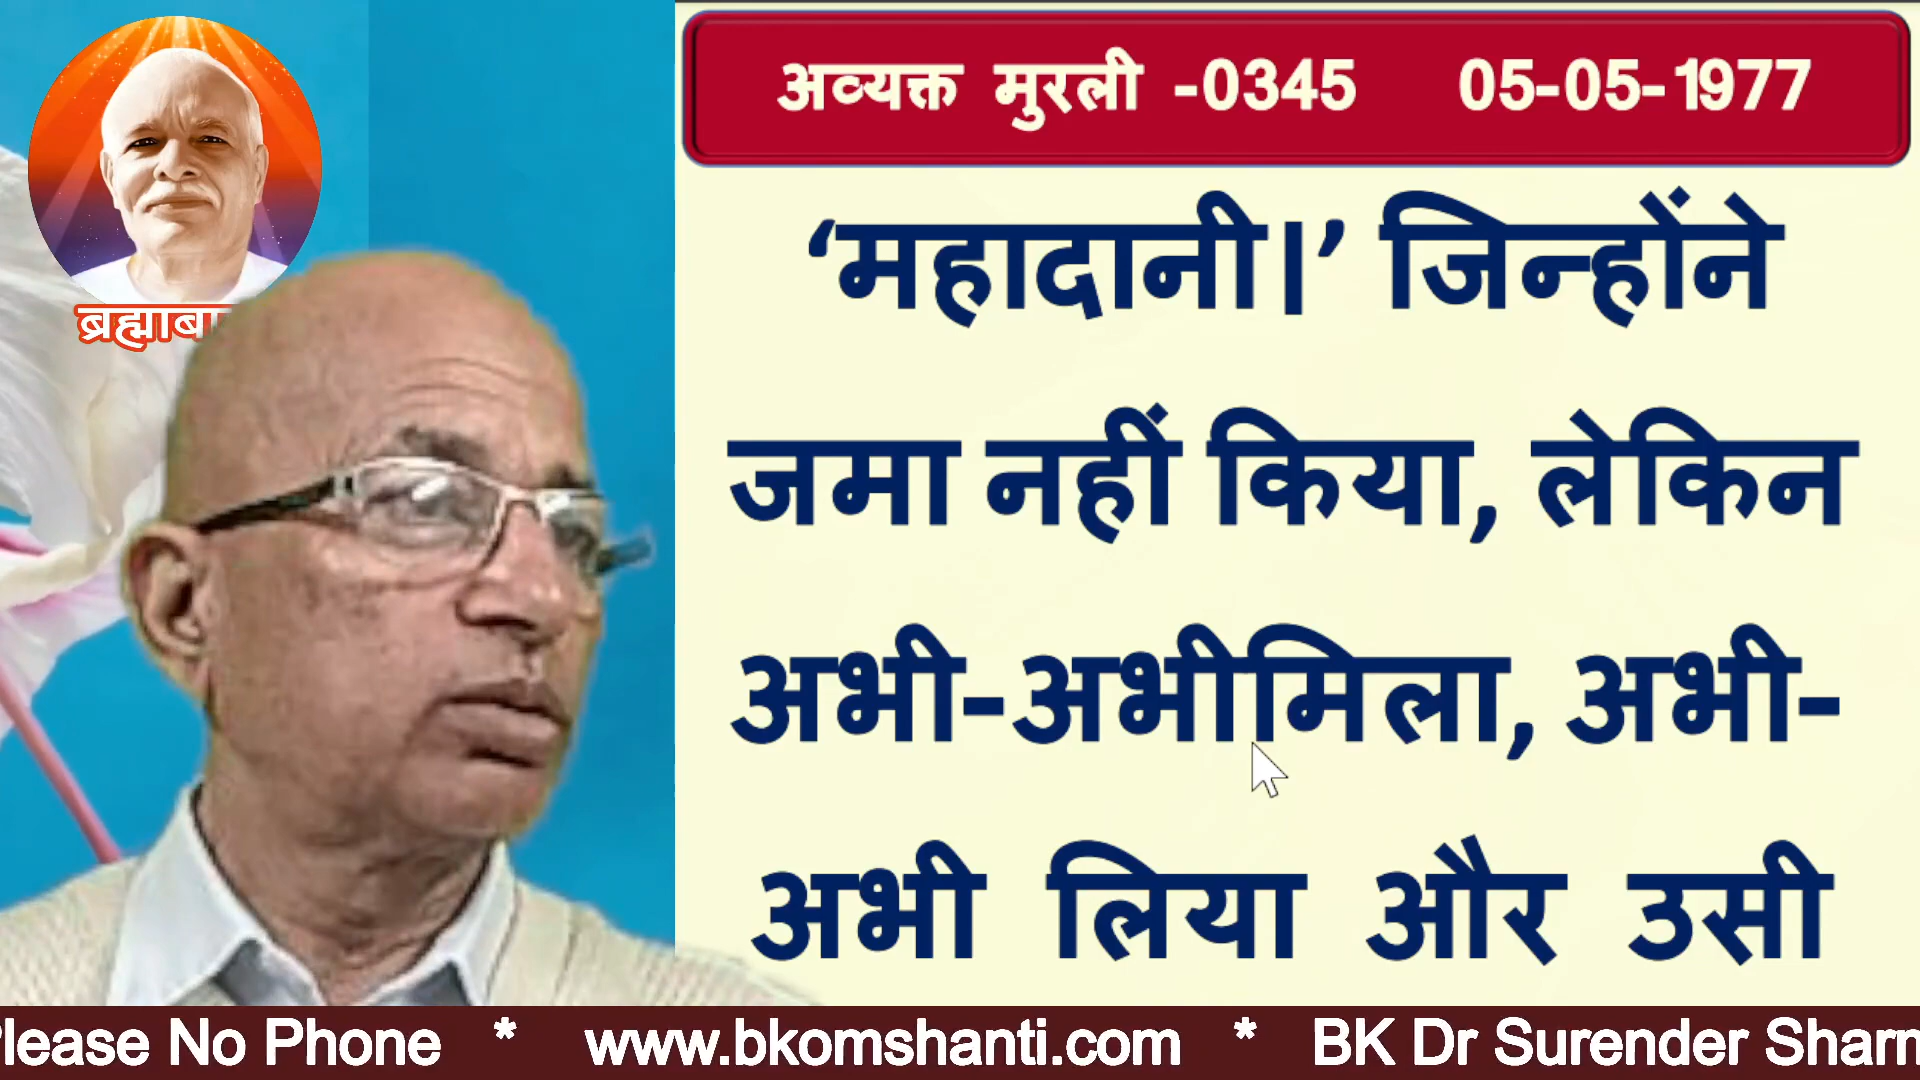 अव्यक्त मुरली -0345 05-05-1977
ब्रह्माबा
‘महादानी।’ जिन्होंने
जमा नहीं किया, लेकिन
अभी-अभीमिला, अभी-
अभी लिया और उसी
Please No Phone * www.bkomshanti.com * BK Dr Surender Sharm